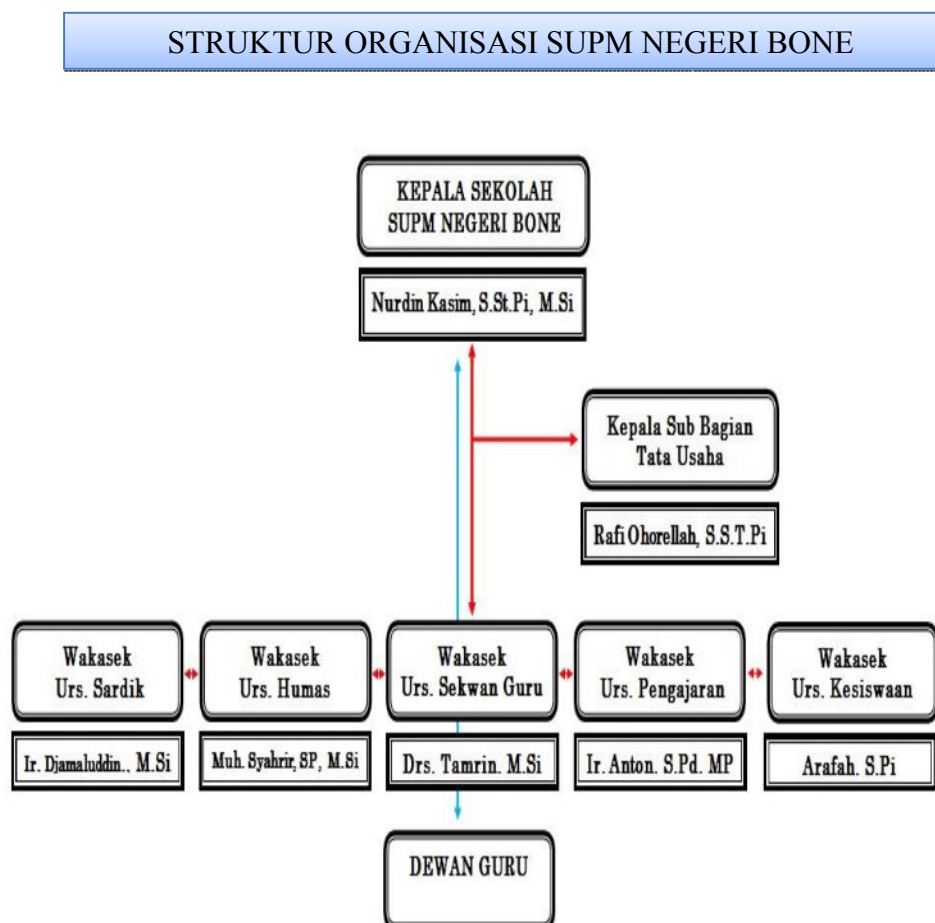 STRUKTUR ORGANISASI SUPM NEGERI BONE
KEPALA SEKOLAH
SUPM NEGERI BONE
Nurdin Kasim, S.St.Pi, M.Si
Kepala Sub Bagian
Tata Usaha
Rafi Ohorellah, S.S.T.Pi
Wakasek
Urs. Sardik
Wakasek
Urs. Humas
Wakasek
Urs. Sekwan Guru
Wakasek
Urs. Pengajaran
Wakasek
Urs. Kesiswaan
Ir. Djamaluddin., M.Si
Muh. Syahrir, SP, M.Si
Drs. Tamrin. M.Si
Ir. Anton. S.Pd. MP
Arafah. S.Pi
DEWAN GURU